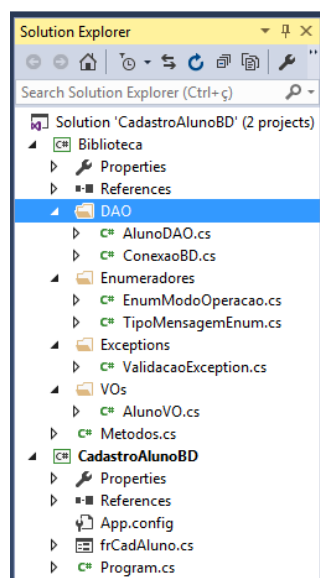 Solution Explorer
Search Solution Explorer (Ctrl+ç)
Solution 'CadastroAlunoBD' (2 projects)
C# Biblioteca
Properties
References
DAO
C# AlunoDAO.cs
C# ConexaoBD.cs
Enumeradores
C# EnumModoOperacao.cs
C# TipoMensagemEnum.cs
Exceptions
C# ValidacaoException.cs
VOs
C# AlunoVO.cs
C# Metodos.cs
C# CadastroAlunoBD
Properties
References
App.config
frCadAluno.cs
C# Program.cs